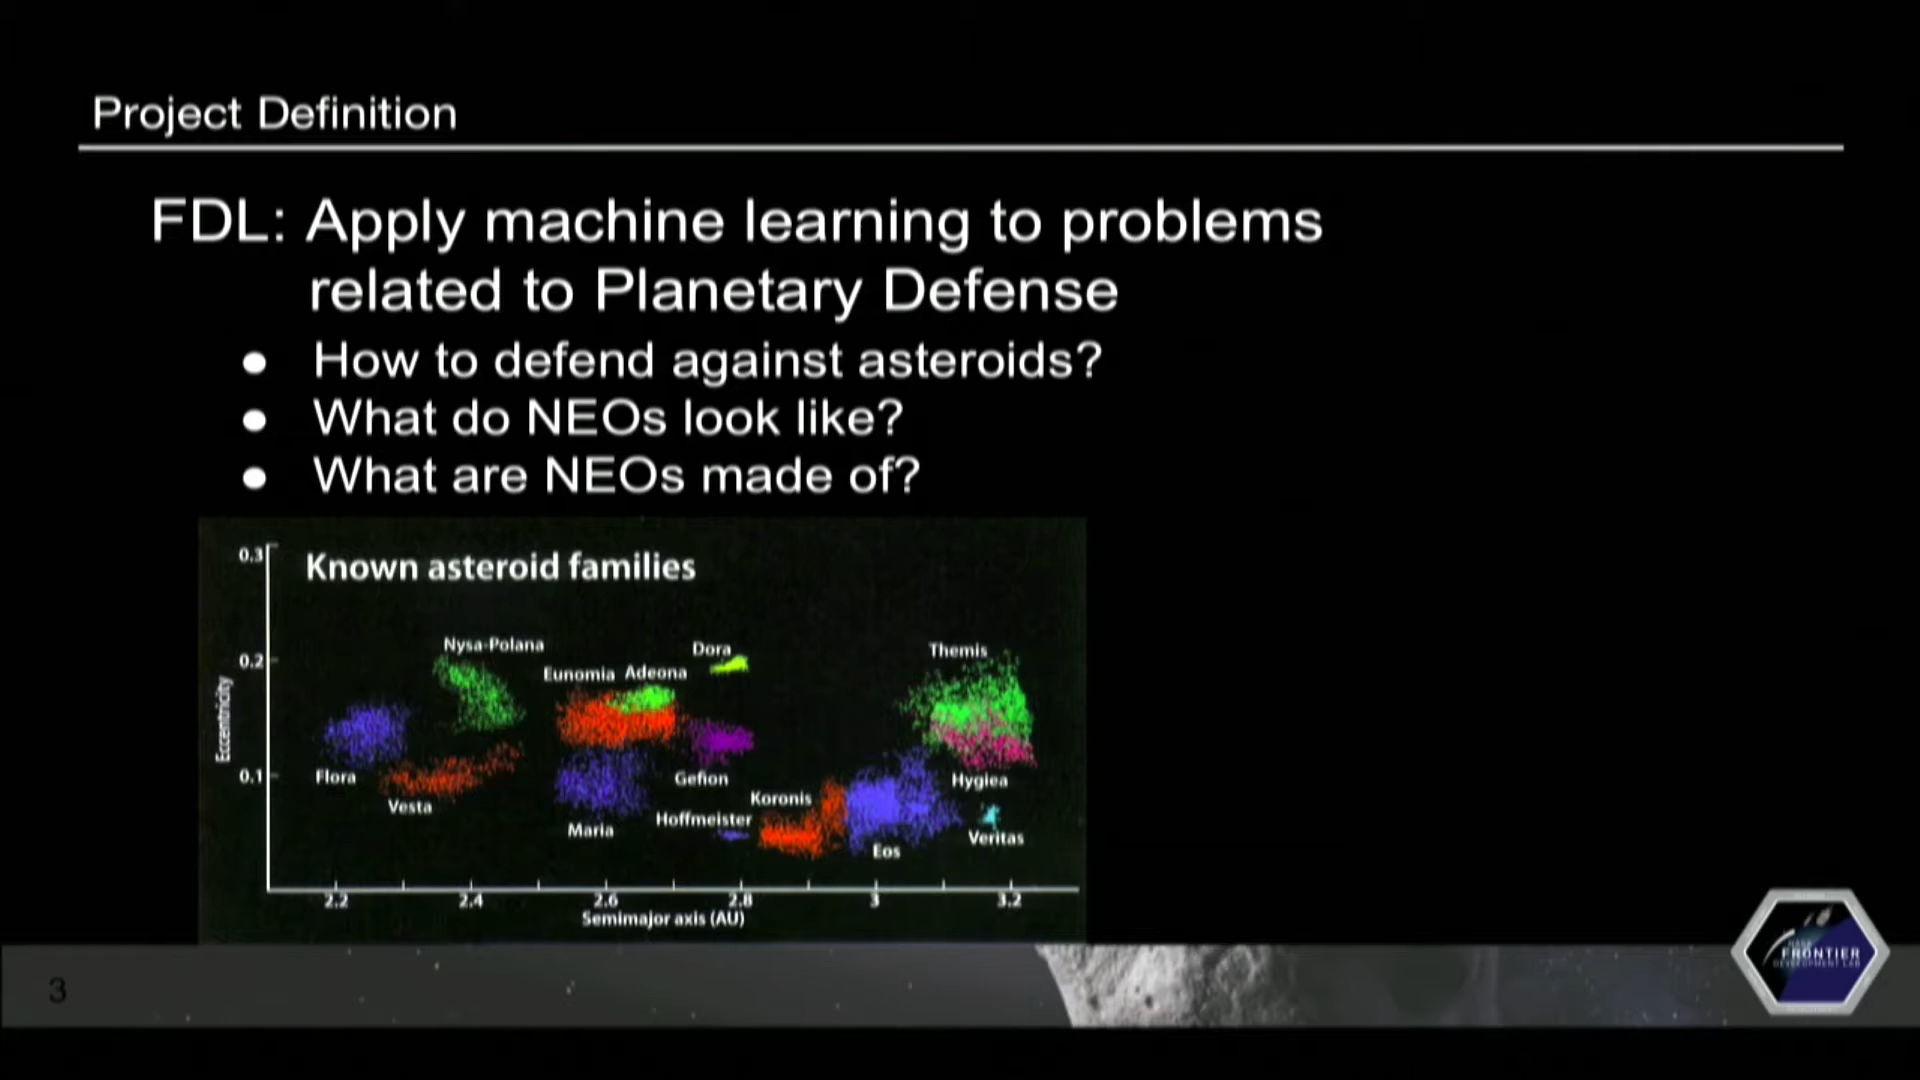 Project Definition
FDL: Apply machine learning to problems
related to Planetary Defense
● How to defend against asteroids?
● What do NEOs look like?
● What are NEOs made of?
Known asteroid families
0.3
0.2
0.1
Eccentricity
Nysa-Polana
Dora
Themis
Eunomia Adeona
Flora
Vesta
Gefion
Hygiea
Koronis
Maria
Hoffmeister
Veritas
Eos
2.2 2.4 2.6 2.8 3 3.2
Semimajor axis (AU)
3
NASA
FRONTIER
DEVELOPMENT LAB